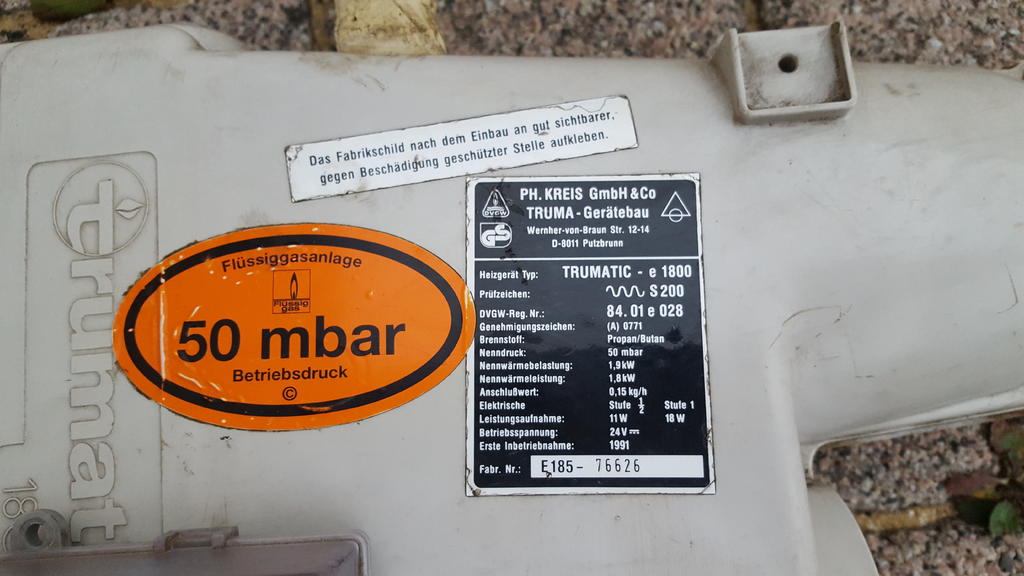 Das Fabrikschild nach dem Einbau an gut sichtbarer,
gegen Beschädigung geschützter Stelle aufkleben.
trumat
18
Flüssiggasanlage
Flüssig
gas
50 mbar
Betriebsdruck
©
DVGW
GS
PH. KREIS GmbH & Co
TRUMA - Gerätebau
Wernher-von-Braun Str. 12-14
D-8011 Putzbrunn
Heizgerät Typ: TRUMATIC - e 1800
Prüfzeichen: S 200
DVGW-Reg. Nr.: 84. 01 e 028
Genehmigungszeichen: (A) 0771
Brennstoff: Propan/Butan
Nenndruck: 50 mbar
Nennwärmebelastung: 1,9 kW
Nennwärmeleistung: 1,8 kW
Anschlußwert: 0,15 kg/h
Elektrische Stufe ½ Stufe 1
Leistungsaufnahme: 11 W 18 W
Betriebsspannung: 24V ⎓
Erste Inbetriebnahme: 1991
Fabr. Nr.: E185- 76626